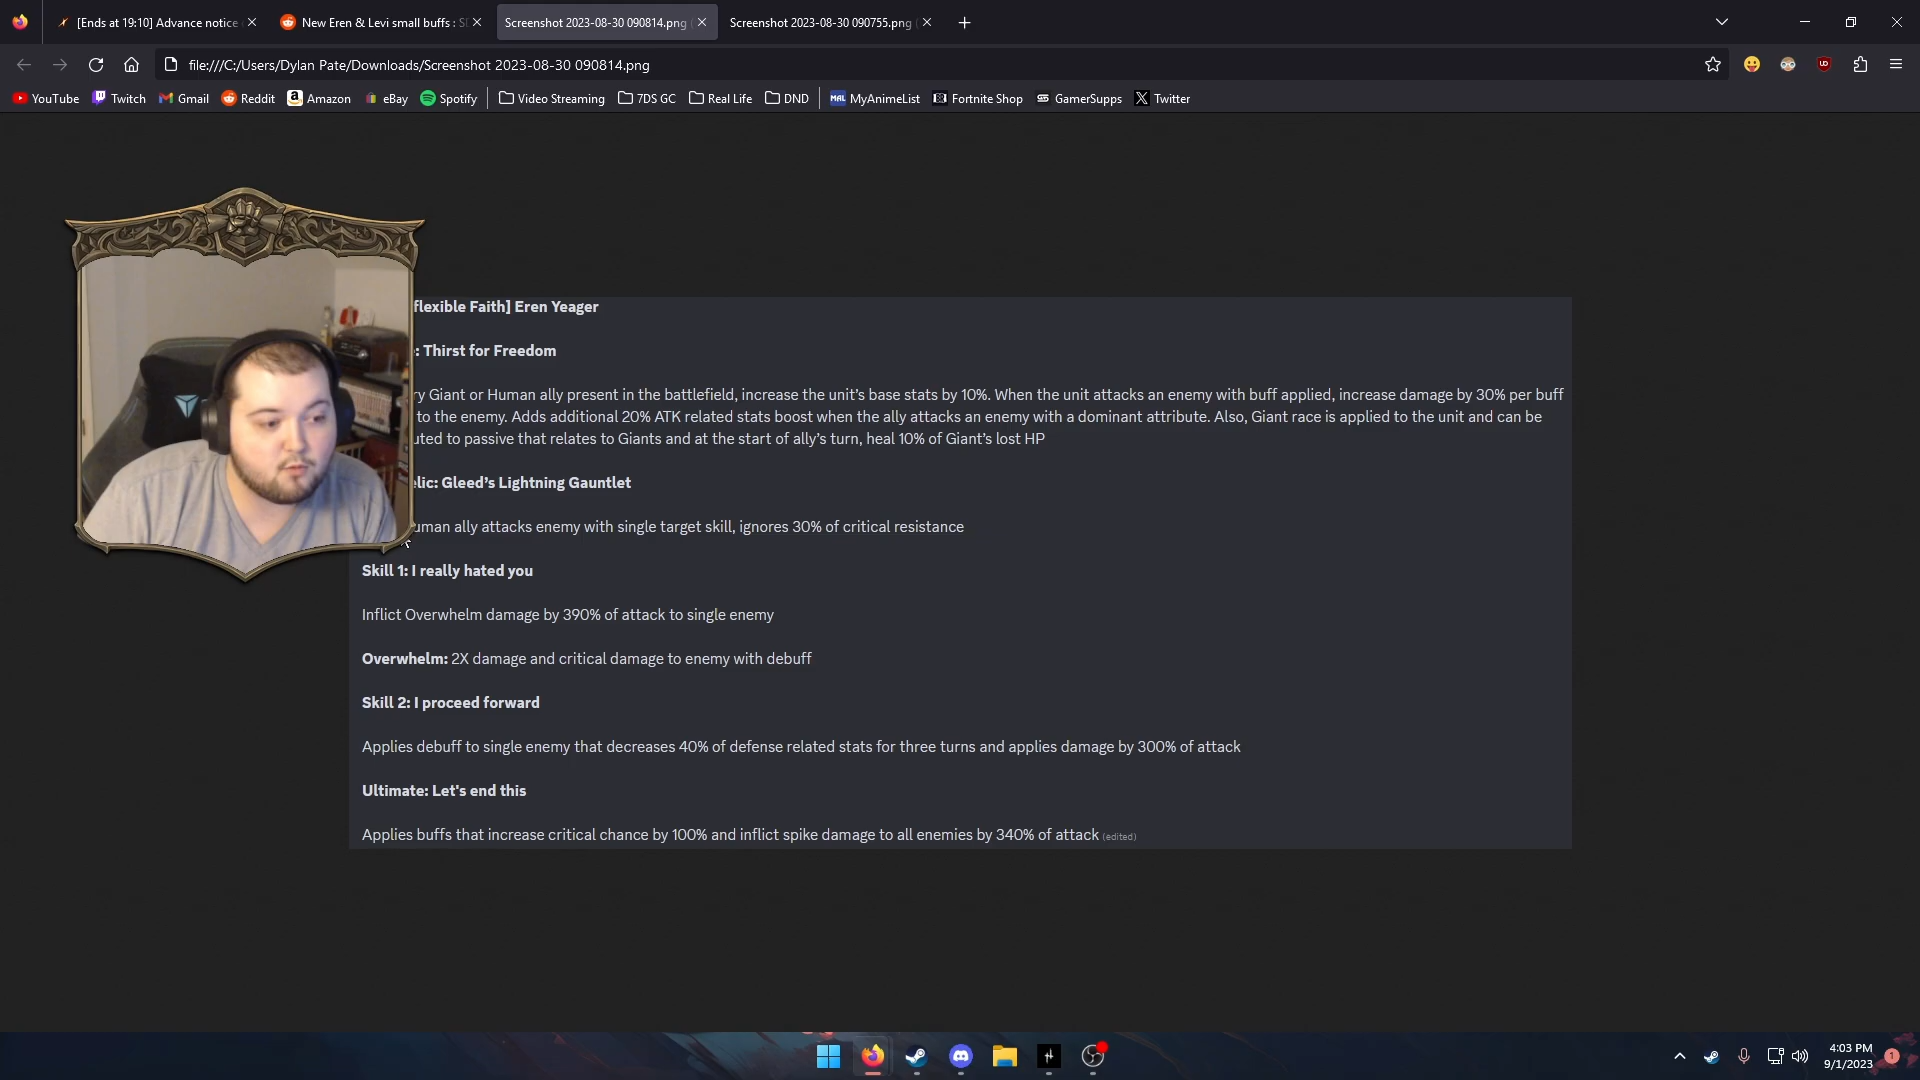 [Ends at 19:10] Advance notice
New Eren & Levi small buffs : S
Screenshot 2023-08-30 090814.png (
Screenshot 2023-08-30 090755.png (
file:///C:/Users/Dylan Pate/Downloads/Screenshot 2023-08-30 090814.png
YouTube Twitch Gmail Reddit Amazon eBay Spotify Video Streaming 7DS GC Real Life DND MAL MyAnimeList Fortnite Shop GamerSupps Twitter
flexible Faith] Eren Yeager
: Thirst for Freedom
ry Giant or Human ally present in the battlefield, increase the unit’s base stats by 10%. When the unit attacks an enemy with buff applied, increase damage by 30% per buff
to the enemy. Adds additional 20% ATK related stats boost when the ally attacks an enemy with a dominant attribute. Also, Giant race is applied to the unit and can be
uted to passive that relates to Giants and at the start of ally’s turn, heal 10% of Giant’s lost HP
elic: Gleed’s Lightning Gauntlet
uman ally attacks enemy with single target skill, ignores 30% of critical resistance
Skill 1: I really hated you
Inflict Overwhelm damage by 390% of attack to single enemy
Overwhelm: 2X damage and critical damage to enemy with debuff
Skill 2: I proceed forward
Applies debuff to single enemy that decreases 40% of defense related stats for three turns and applies damage by 300% of attack
Ultimate: Let's end this
Applies buffs that increase critical chance by 100% and inflict spike damage to all enemies by 340% of attack (edited)
4:03 PM
9/1/2023
1